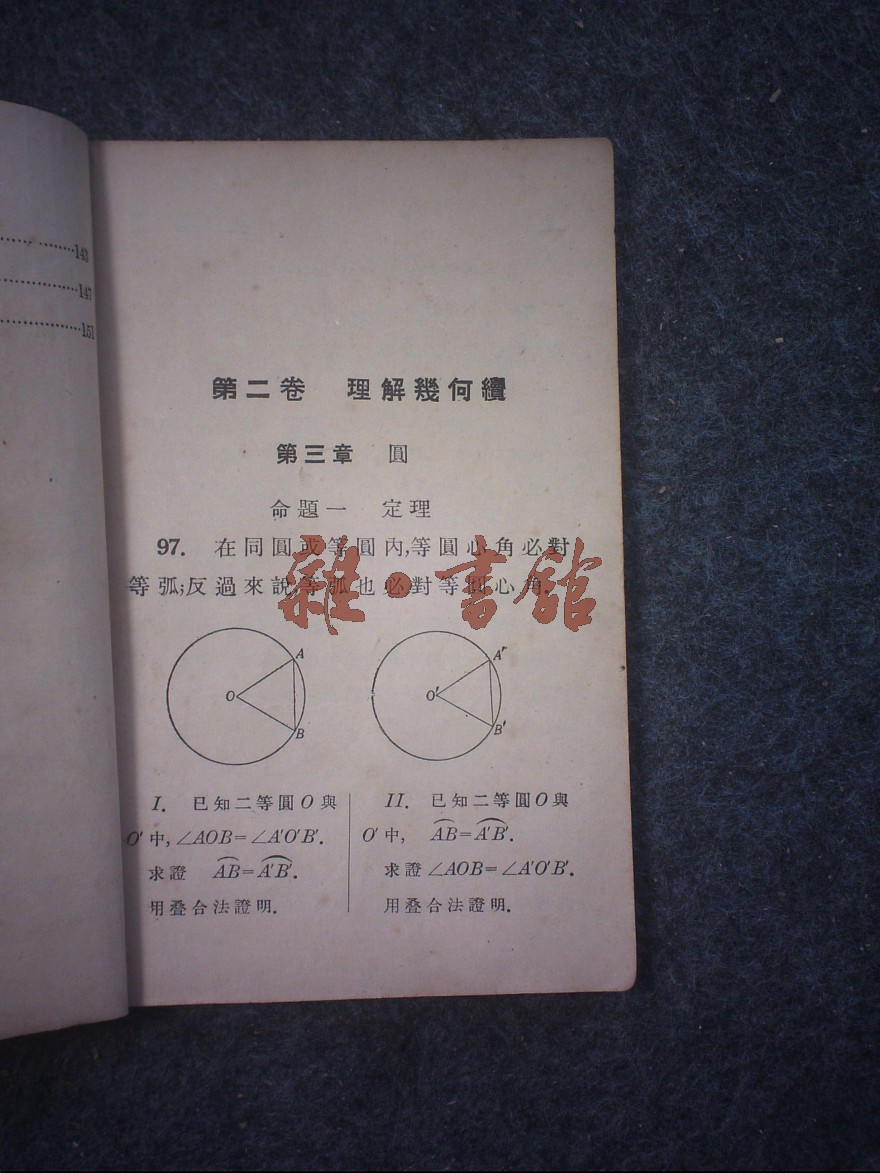 143
147
151
第二卷 理解幾何續
第三章 圓
命題一 定理
97. 在同圓或等圓內,等圓心角必對
等弧;反過來說,等弧也必對等圓心角.
雜·書館
O A B
O' A' B'
I. 已知二等圓O與
O'中, ∠AOB=∠A'O'B'.
求證 A͡B=A'͡B'.
用叠合法證明.
II. 已知二等圓O與
O'中, A͡B=A'͡B'.
求證∠AOB=∠A'O'B'.
用叠合法證明.